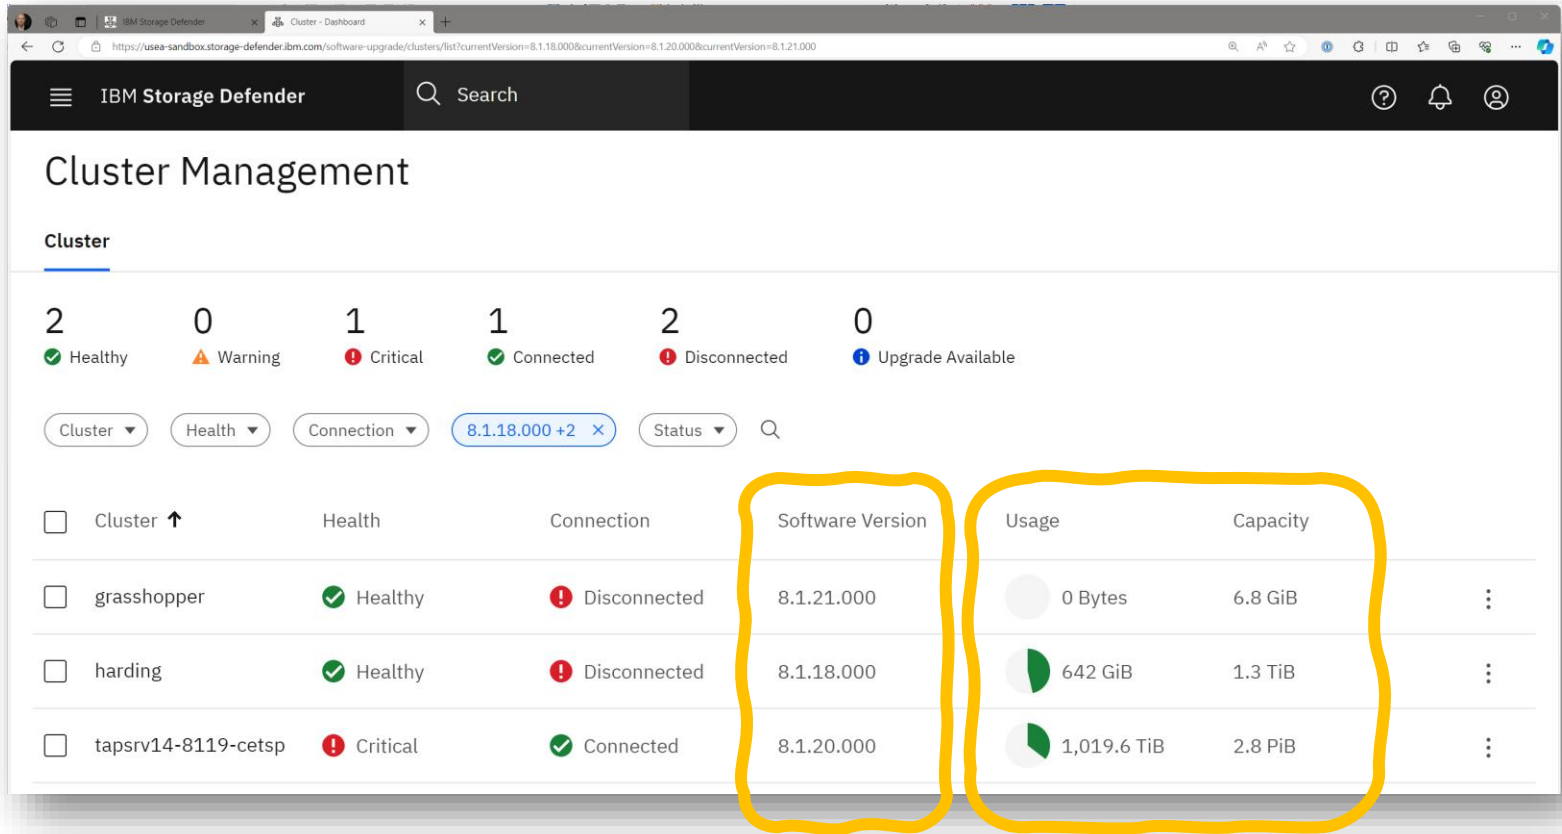 IBM Storage Defender
Cluster - Dashboard
https://usea-sandbox.storage-defender.ibm.com/software-upgrade/clusters/list?currentVersion=8.1.18.000&currentVersion=8.1.20.000&currentVersion=8.1.21.000
IBM Storage Defender Search
Cluster Management
Cluster
2 0 1 1 2 0
Healthy Warning Critical Connected Disconnected Upgrade Available
Cluster Health Connection 8.1.18.000 +2 × Status
Cluster ↑ Health Connection Software Version Usage Capacity
grasshopper Healthy Disconnected 8.1.21.000 0 Bytes 6.8 GiB
harding Healthy Disconnected 8.1.18.000 642 GiB 1.3 TiB
tapsrv14-8119-cetsp Critical Connected 8.1.20.000 1,019.6 TiB 2.8 PiB